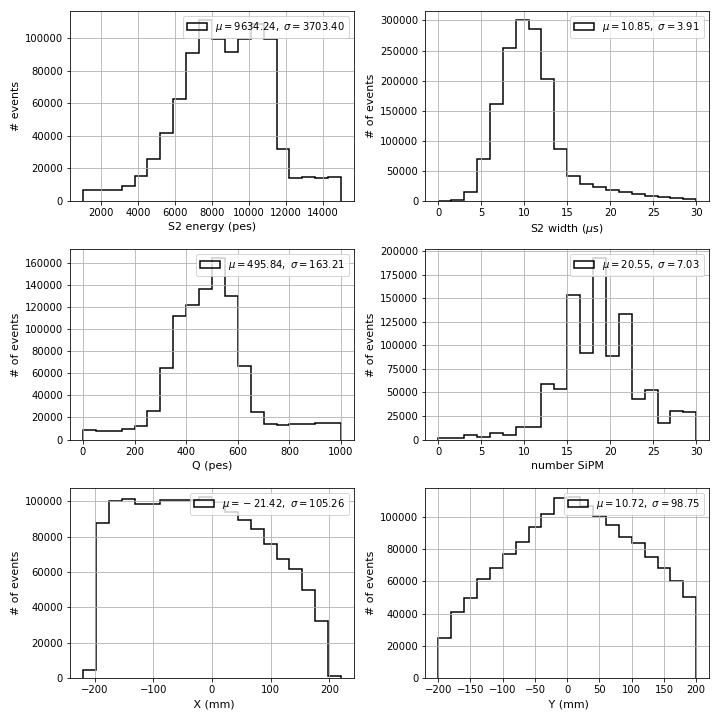 μ = 9634.24, σ = 3703.40
# events
100000
80000
60000
40000
20000
0
2000 4000 6000 8000 10000 12000 14000
S2 energy (pes)
μ = 10.85, σ = 3.91
# of events
300000
250000
200000
150000
100000
50000
0
0 5 10 15 20 25 30
S2 width (μs)
μ = 495.84, σ = 163.21
# of events
160000
140000
120000
100000
80000
60000
40000
20000
0
0 200 400 600 800 1000
Q (pes)
μ = 20.55, σ = 7.03
# of events
200000
175000
150000
125000
100000
75000
50000
25000
0
0 5 10 15 20 25 30
number SiPM
μ = −21.42, σ = 105.26
# of events
100000
80000
60000
40000
20000
0
−200 −100 0 100 200
X (mm)
μ = 10.72, σ = 98.75
# of events
100000
80000
60000
40000
20000
0
−200 −150 −100 −50 0 50 100 150 200
Y (mm)